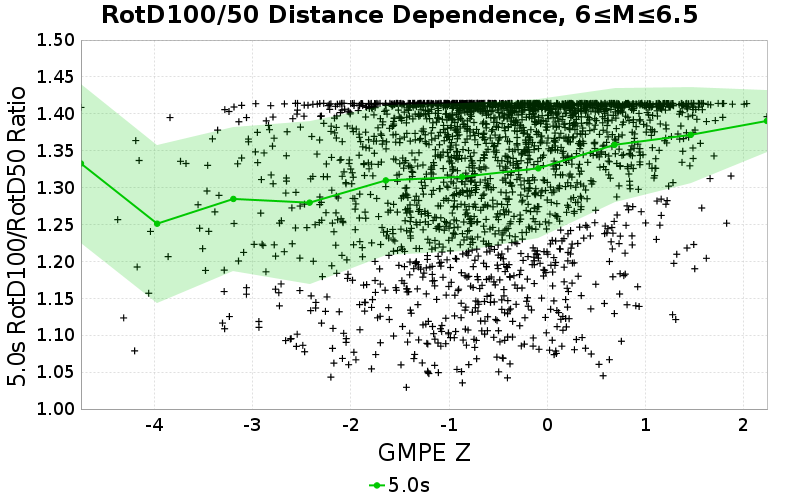 RotD100/50 Distance Dependence, 6≤M≤6.5
5.0s RotD100/RotD50 Ratio
1.50
1.45
1.40
1.35
1.30
1.25
1.20
1.15
1.10
1.05
1.00
-4 -3 -2 -1 0 1 2
GMPE Z
5.0s